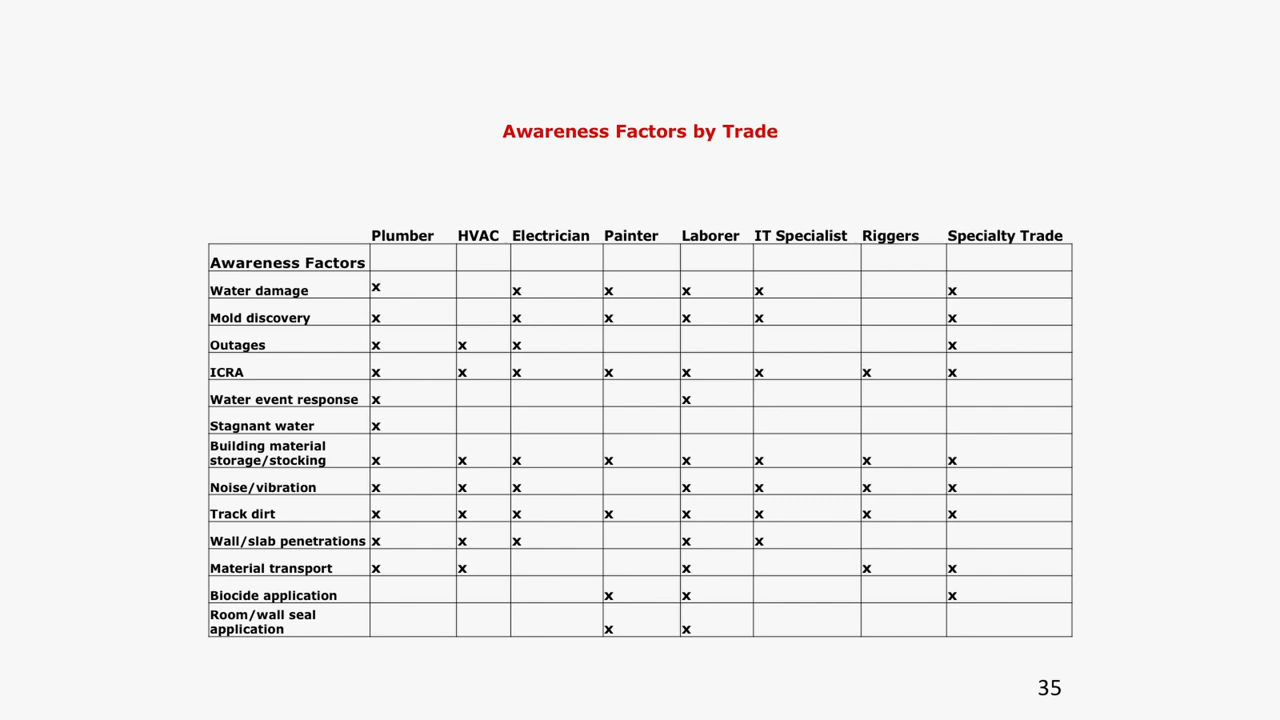 Awareness Factors by Trade
Plumber HVAC Electrician Painter Laborer IT Specialist Riggers Specialty Trade
Awareness Factors
Water damage x x x x x x
Mold discovery x x x x x x
Outages x x x x
ICRA x x x x x x x x
Water event response x x
Stagnant water x
Building material
storage/stocking x x x x x x x x
Noise/vibration x x x x x x x
Track dirt x x x x x x x x
Wall/slab penetrations x x x x x
Material transport x x x x x
Biocide application x x x
Room/wall seal
application x x
35